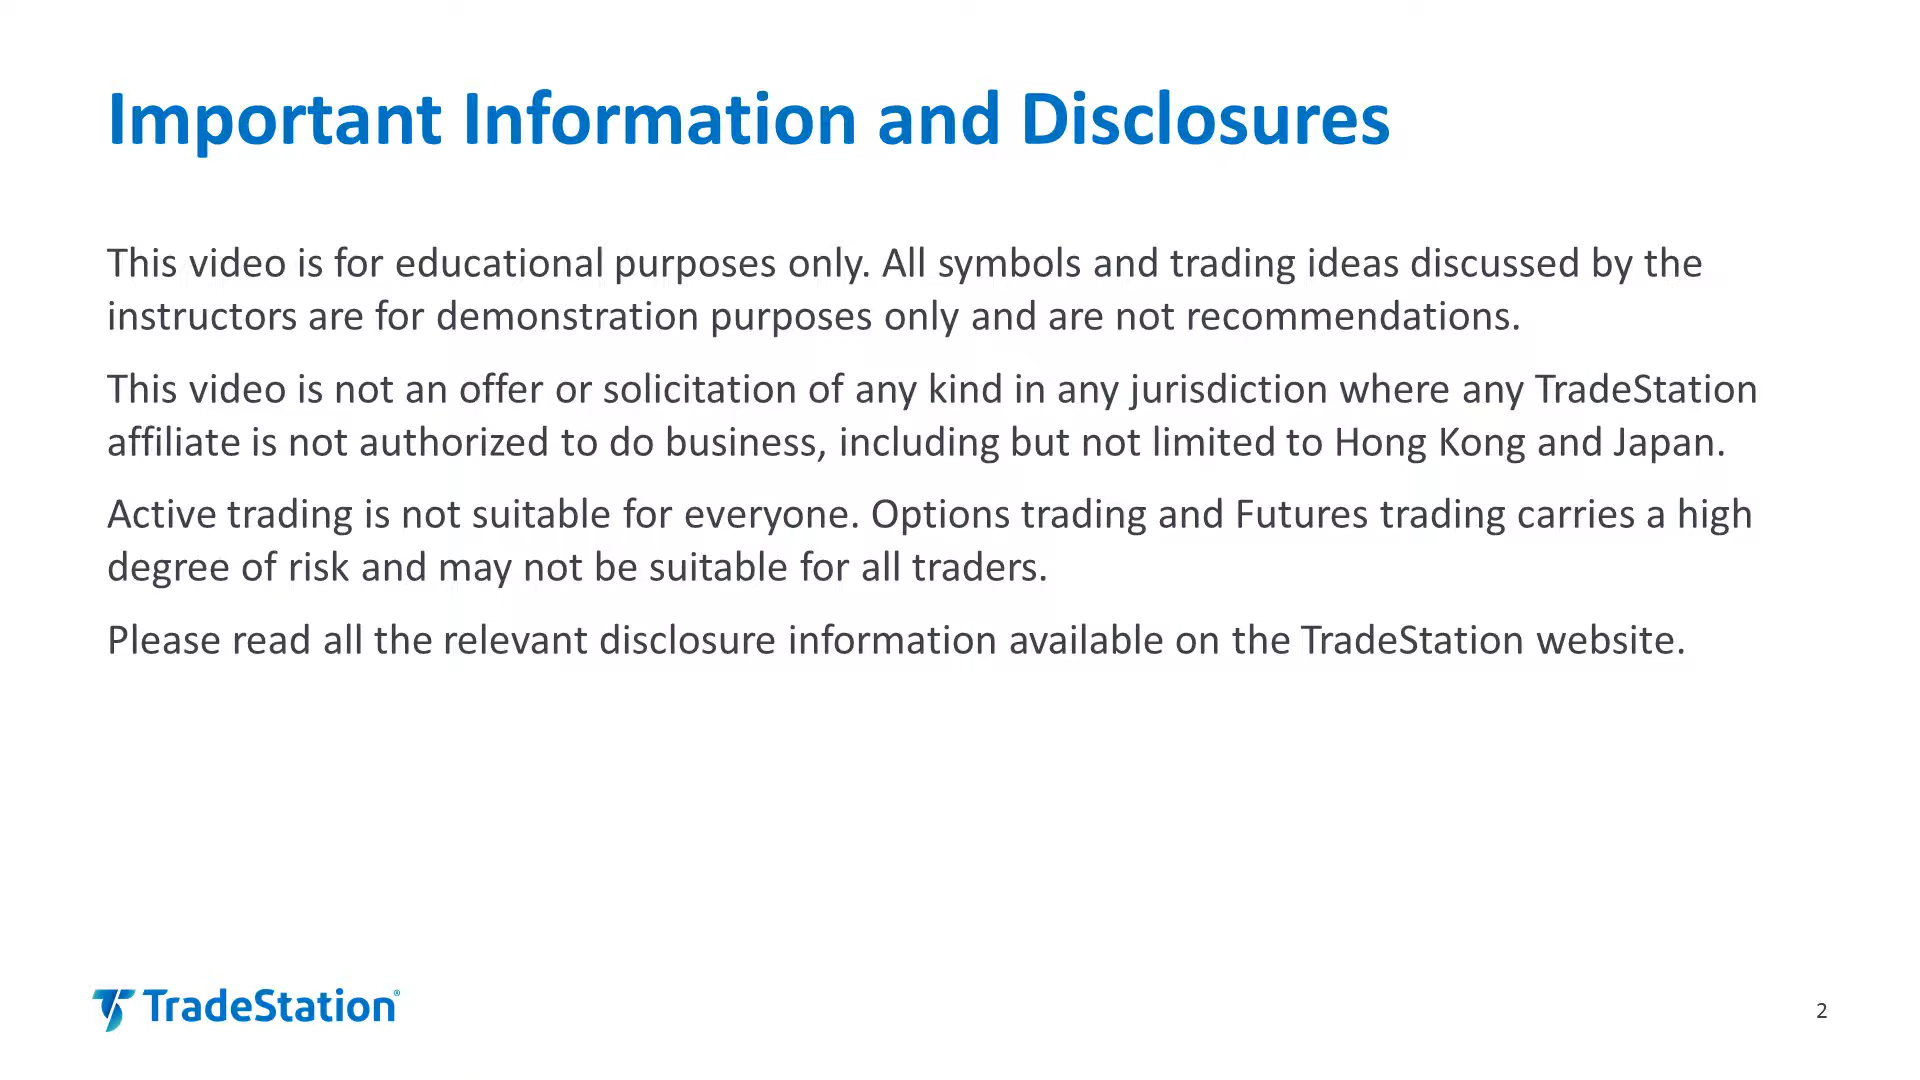 Important Information and Disclosures
This video is for educational purposes only. All symbols and trading ideas discussed by the
instructors are for demonstration purposes only and are not recommendations.
This video is not an offer or solicitation of any kind in any jurisdiction where any TradeStation
affiliate is not authorized to do business, including but not limited to Hong Kong and Japan.
Active trading is not suitable for everyone. Options trading and Futures trading carries a high
degree of risk and may not be suitable for all traders.
Please read all the relevant disclosure information available on the TradeStation website.
TradeStation®
2